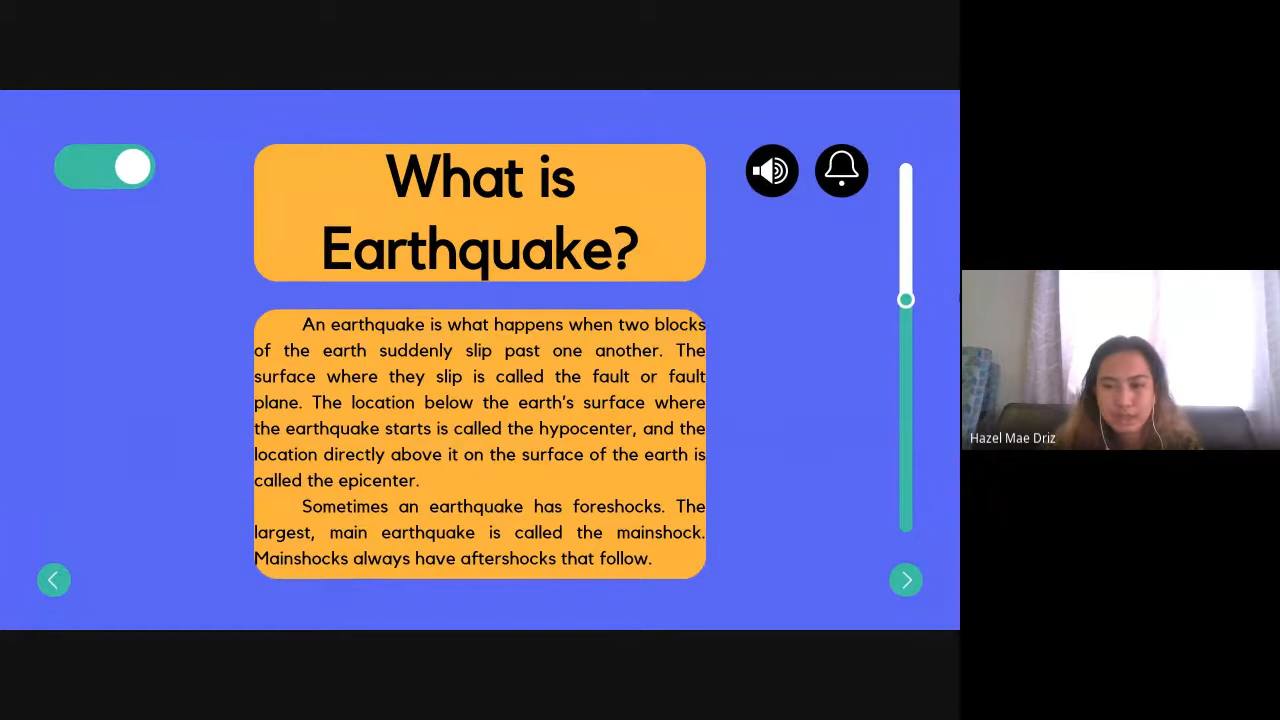 What is
Earthquake?
An earthquake is what happens when two blocks
of the earth suddenly slip past one another. The
surface where they slip is called the fault or fault
plane. The location below the earth's surface where
the earthquake starts is called the hypocenter, and the
location directly above it on the surface of the earth is
called the epicenter.
Sometimes an earthquake has foreshocks. The
largest, main earthquake is called the mainshock.
Mainshocks always have aftershocks that follow.
Hazel Mae Driz